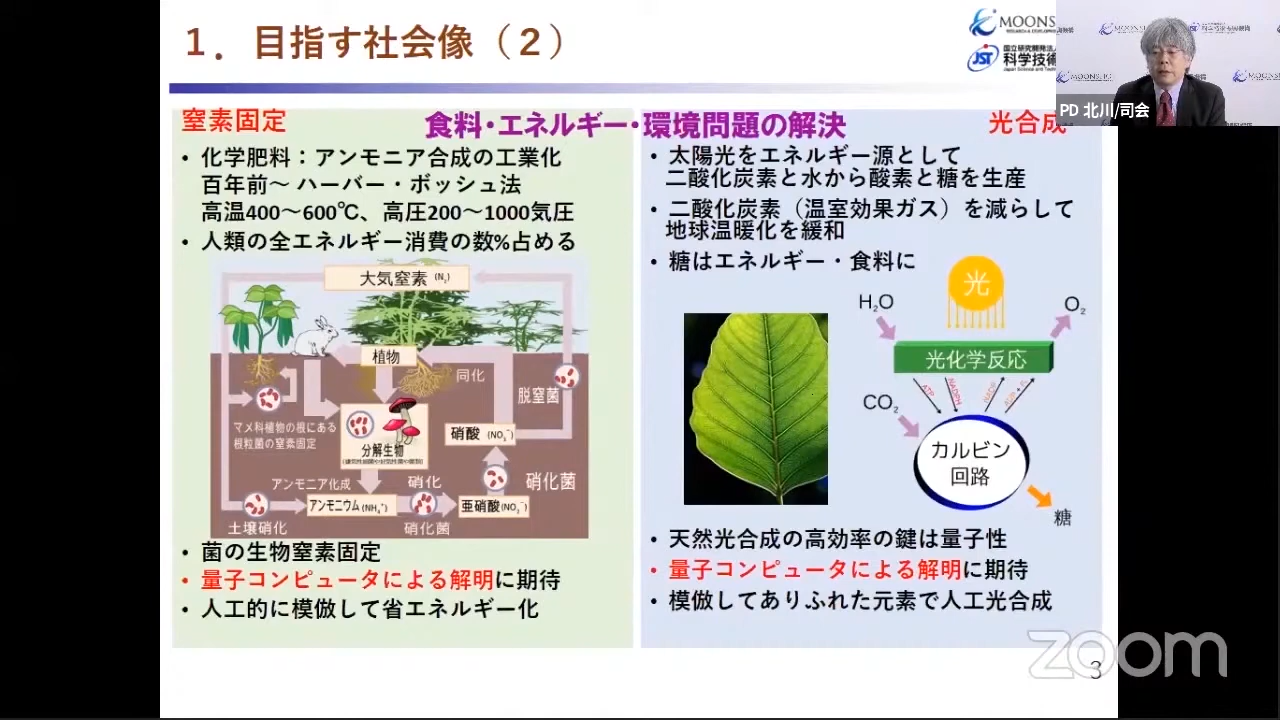 1．目指す社会像（2）
MOONS
RESEARCH & DEVELOPM
国立研究開発法人
JST 科学技術
Japan Science and Tech
PD 北川/司会
窒素固定
食料・エネルギー・環境問題の解決
光合成
• 化学肥料：アンモニア合成の工業化
百年前～ ハーバー・ボッシュ法
高温400～600℃、高圧200～1000気圧
• 人類の全エネルギー消費の数%占める
大気窒素 (N₂)
植物
同化
脱窒菌
マメ科植物の根にある
根粒菌の窒素固定
分解生物
硝酸 (NO₃⁻)
アンモニア化成
硝化
硝化菌
アンモニウム(NH₄⁺)
亜硝酸(NO₂⁻)
土壌硝化
硝化菌
• 菌の生物窒素固定
• 量子コンピュータによる解明に期待
• 人工的に模倣して省エネルギー化
• 太陽光をエネルギー源として
二酸化炭素と水から酸素と糖を生産
• 二酸化炭素（温室効果ガス）を減らして
地球温暖化を緩和
• 糖はエネルギー・食料に
光
H₂O
O₂
光化学反応
ATP
NADPH
CO₂
カルビン
回路
糖
• 天然光合成の高効率の鍵は量子性
• 量子コンピュータによる解明に期待
• 模倣してありふれた元素で人工光合成
zoom
3